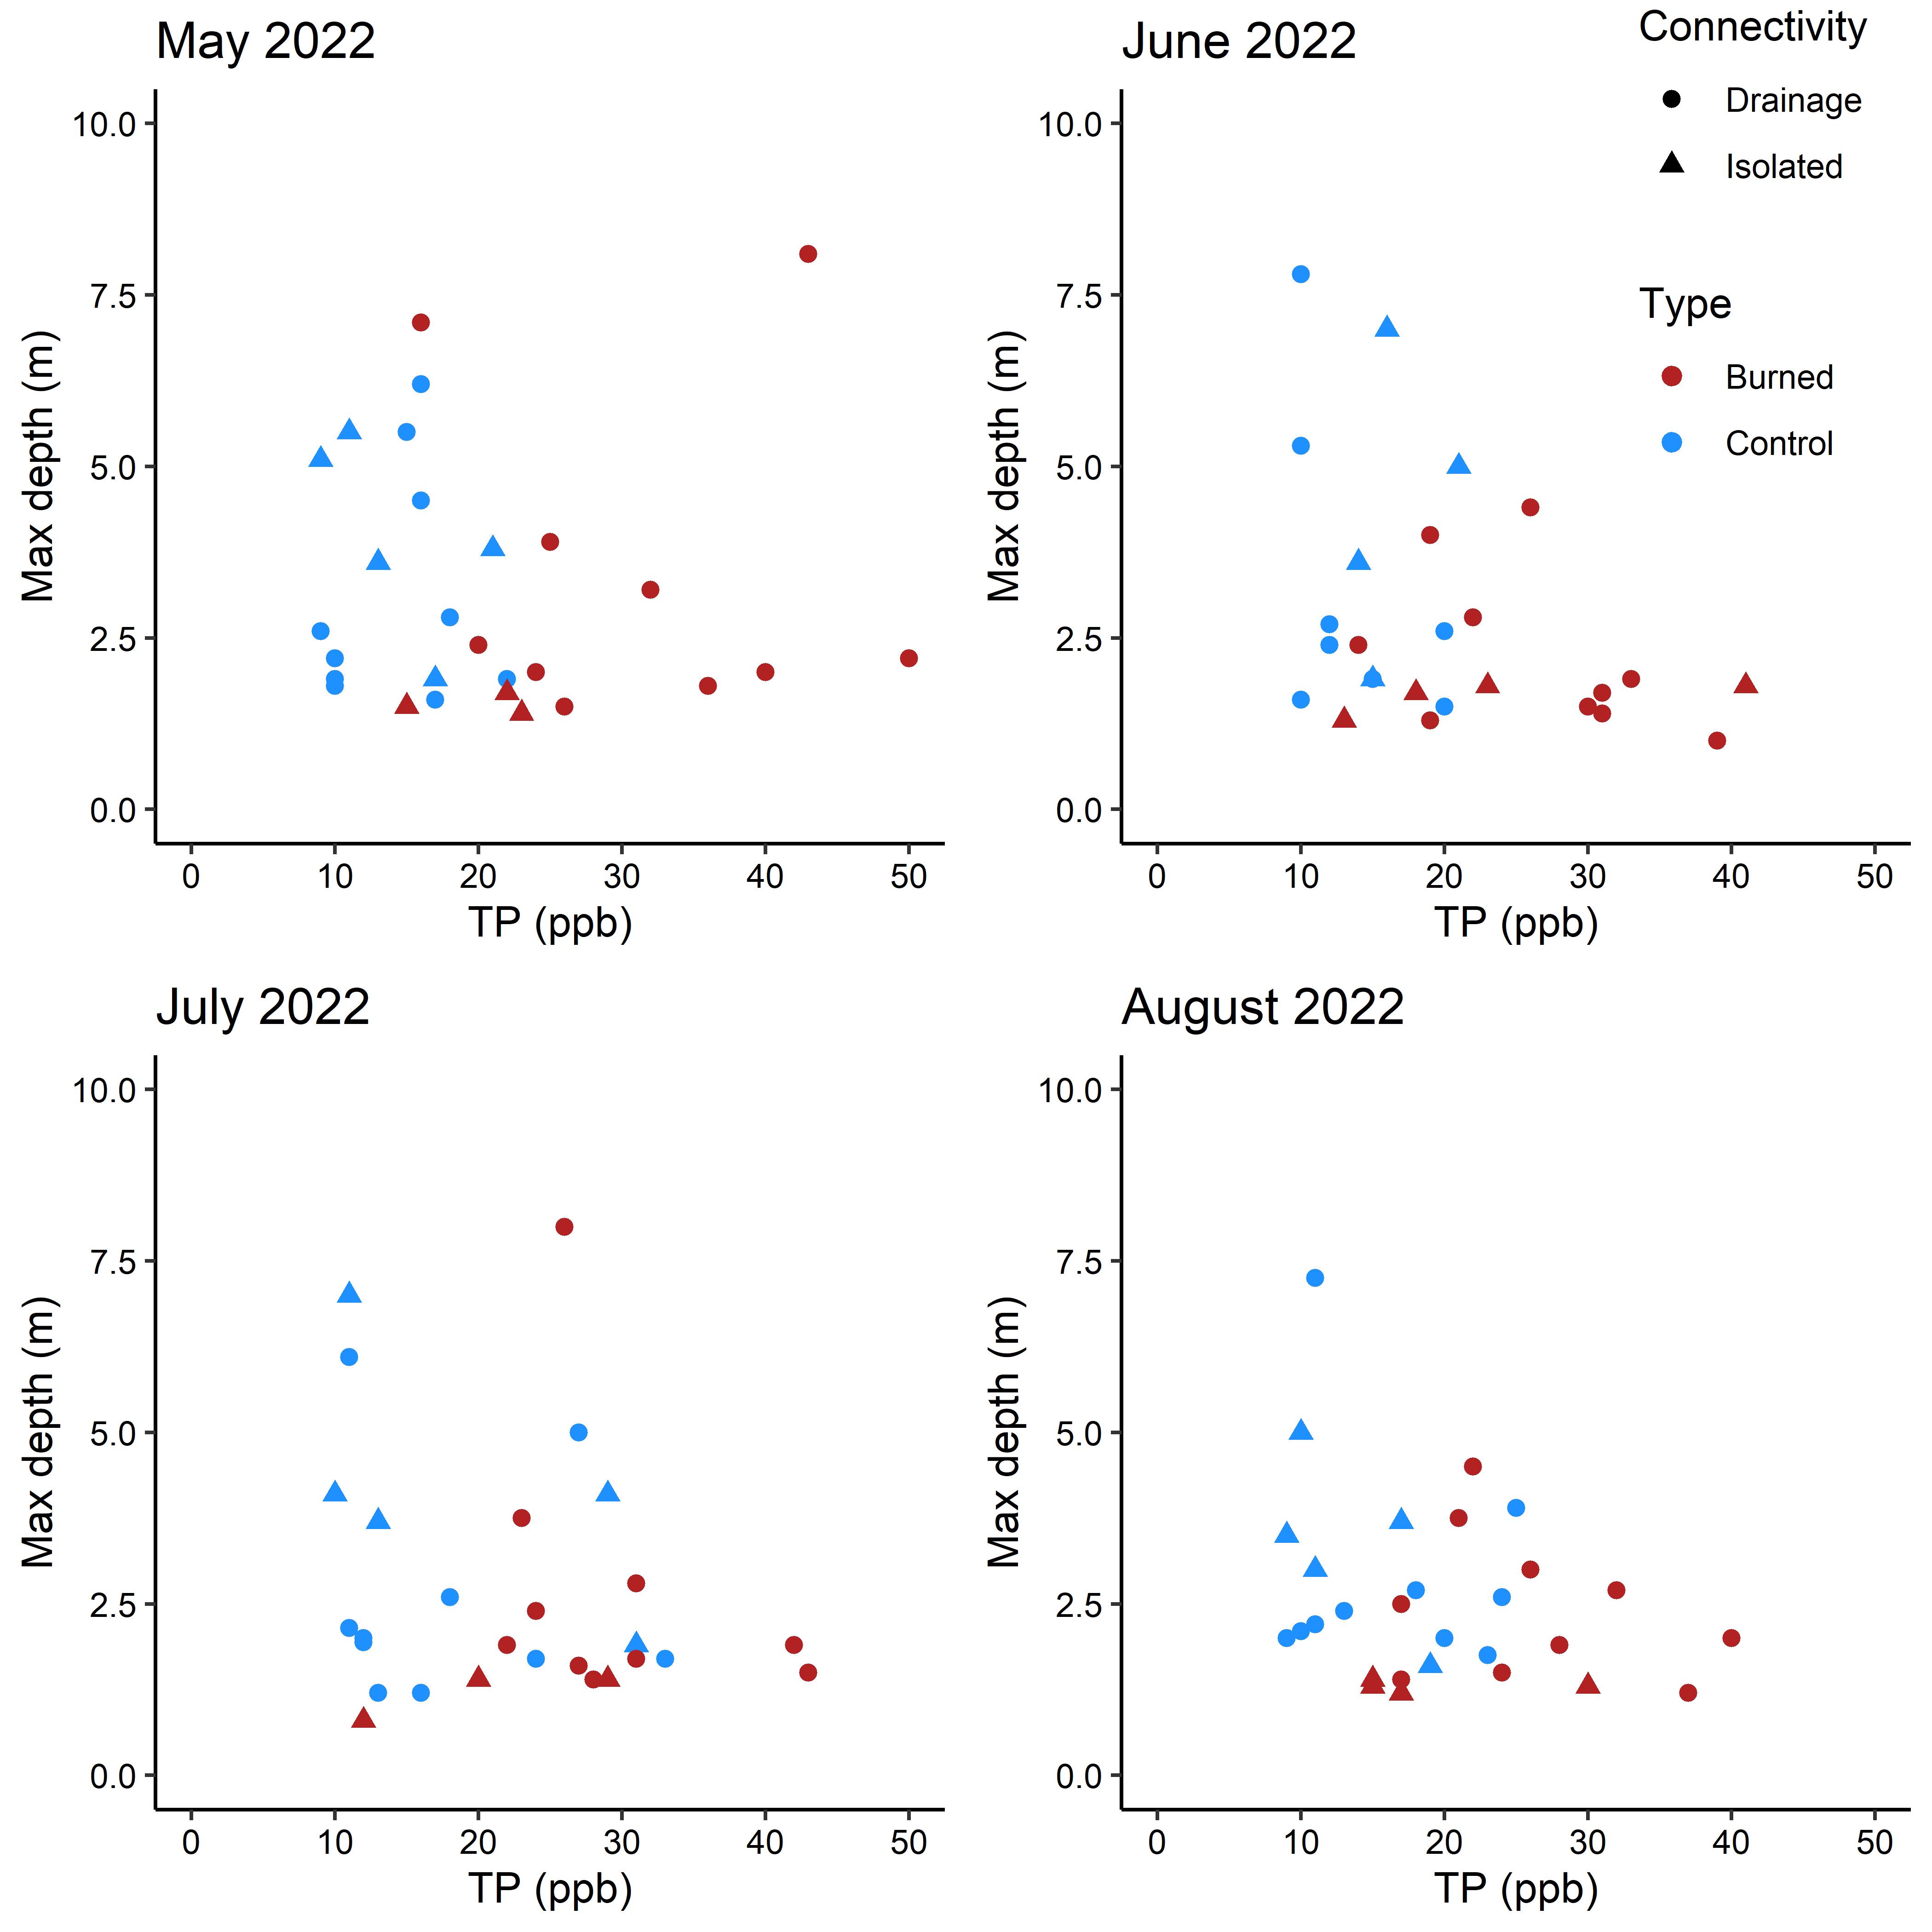 May 2022
10.0
7.5
5.0
2.5
0.0
Max depth (m)
0 10 20 30 40 50
TP (ppb)
June 2022
10.0
7.5
5.0
2.5
0.0
Max depth (m)
0 10 20 30 40 50
TP (ppb)
Connectivity
Drainage
Isolated
Type
Burned
Control
July 2022
10.0
7.5
5.0
2.5
0.0
Max depth (m)
0 10 20 30 40 50
TP (ppb)
August 2022
10.0
7.5
5.0
2.5
0.0
Max depth (m)
0 10 20 30 40 50
TP (ppb)